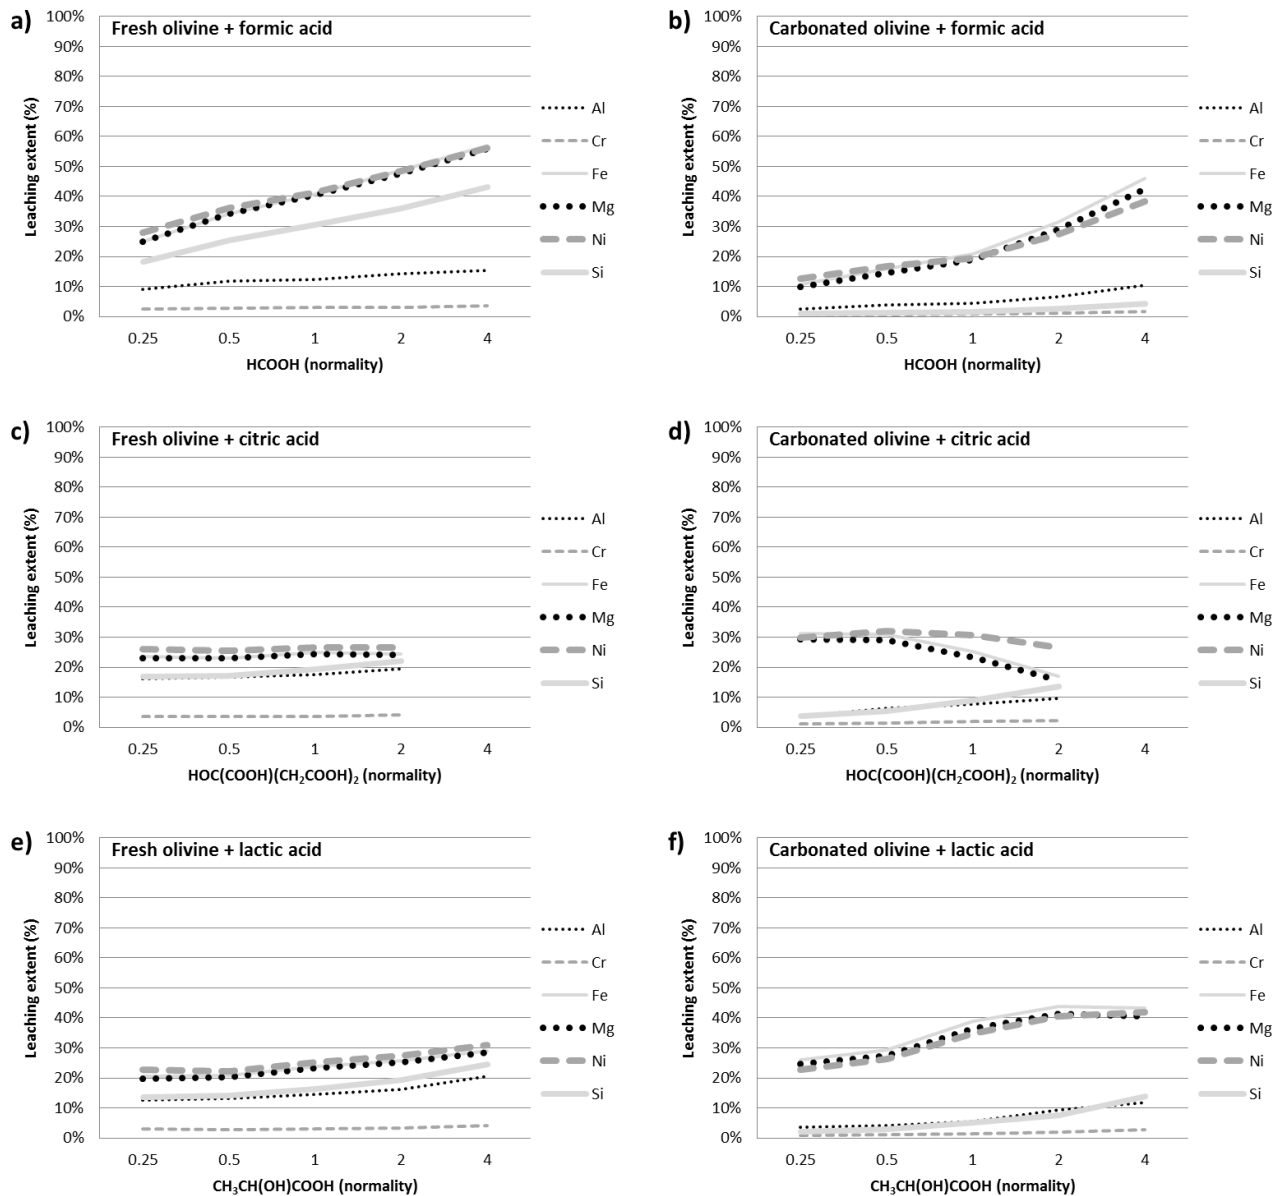 a)
Fresh olivine + formic acid
Leaching extent (%)
100%
90%
80%
70%
60%
50%
40%
30%
20%
10%
0%
0.25 0.5 1 2 4
HCOOH (normality)
Al
Cr
Fe
Mg
Ni
Si
b)
Carbonated olivine + formic acid
Leaching extent (%)
100%
90%
80%
70%
60%
50%
40%
30%
20%
10%
0%
0.25 0.5 1 2 4
HCOOH (normality)
Al
Cr
Fe
Mg
Ni
Si
c)
Fresh olivine + citric acid
Leaching extent (%)
100%
90%
80%
70%
60%
50%
40%
30%
20%
10%
0%
0.25 0.5 1 2 4
HOC(COOH)(CH₂COOH)₂ (normality)
Al
Cr
Fe
Mg
Ni
Si
d)
Carbonated olivine + citric acid
Leaching extent (%)
100%
90%
80%
70%
60%
50%
40%
30%
20%
10%
0%
0.25 0.5 1 2 4
HOC(COOH)(CH₂COOH)₂ (normality)
Al
Cr
Fe
Mg
Ni
Si
e)
Fresh olivine + lactic acid
Leaching extent (%)
100%
90%
80%
70%
60%
50%
40%
30%
20%
10%
0%
0.25 0.5 1 2 4
CH₃CH(OH)COOH (normality)
Al
Cr
Fe
Mg
Ni
Si
f)
Carbonated olivine + lactic acid
Leaching extent (%)
100%
90%
80%
70%
60%
50%
40%
30%
20%
10%
0%
0.25 0.5 1 2 4
CH₃CH(OH)COOH (normality)
Al
Cr
Fe
Mg
Ni
Si